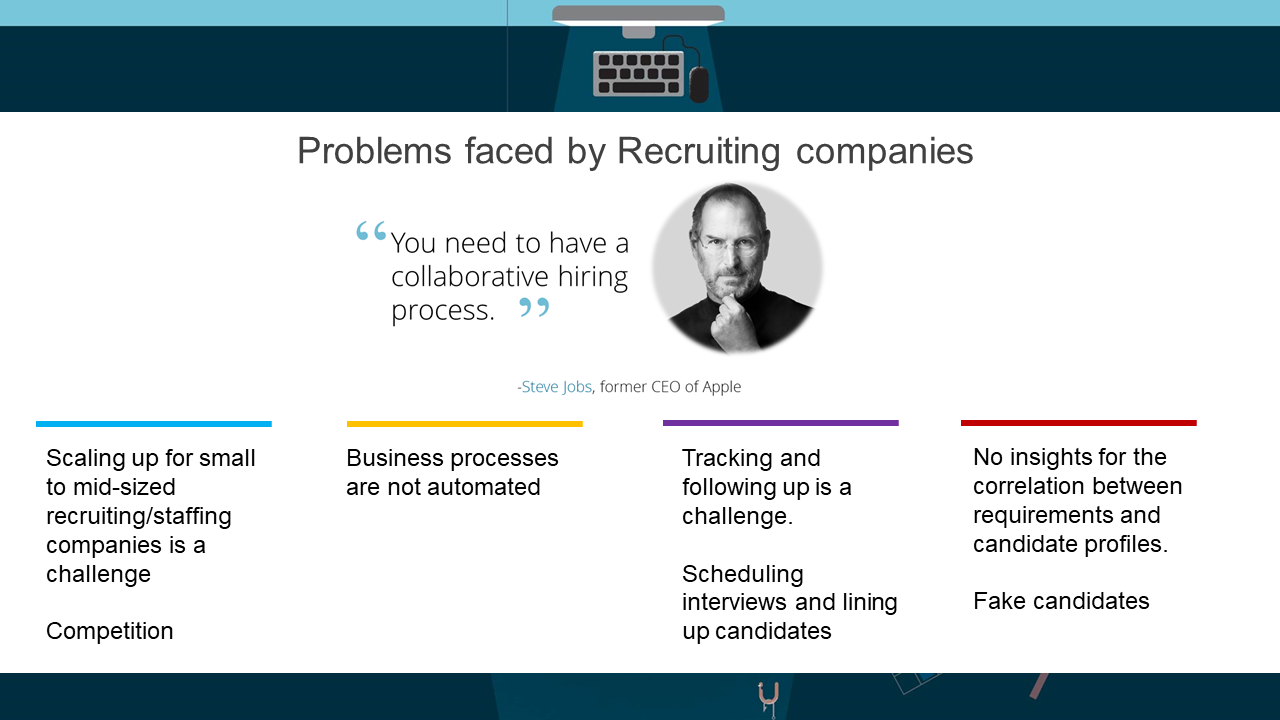 Problems faced by Recruiting companies
“You need to have a
collaborative hiring
process. ”
-Steve Jobs, former CEO of Apple
Scaling up for small
to mid-sized
recruiting/staffing
companies is a
challenge
Competition
Business processes
are not automated
Tracking and
following up is a
challenge.
Scheduling
interviews and lining
up candidates
No insights for the
correlation between
requirements and
candidate profiles.
Fake candidates